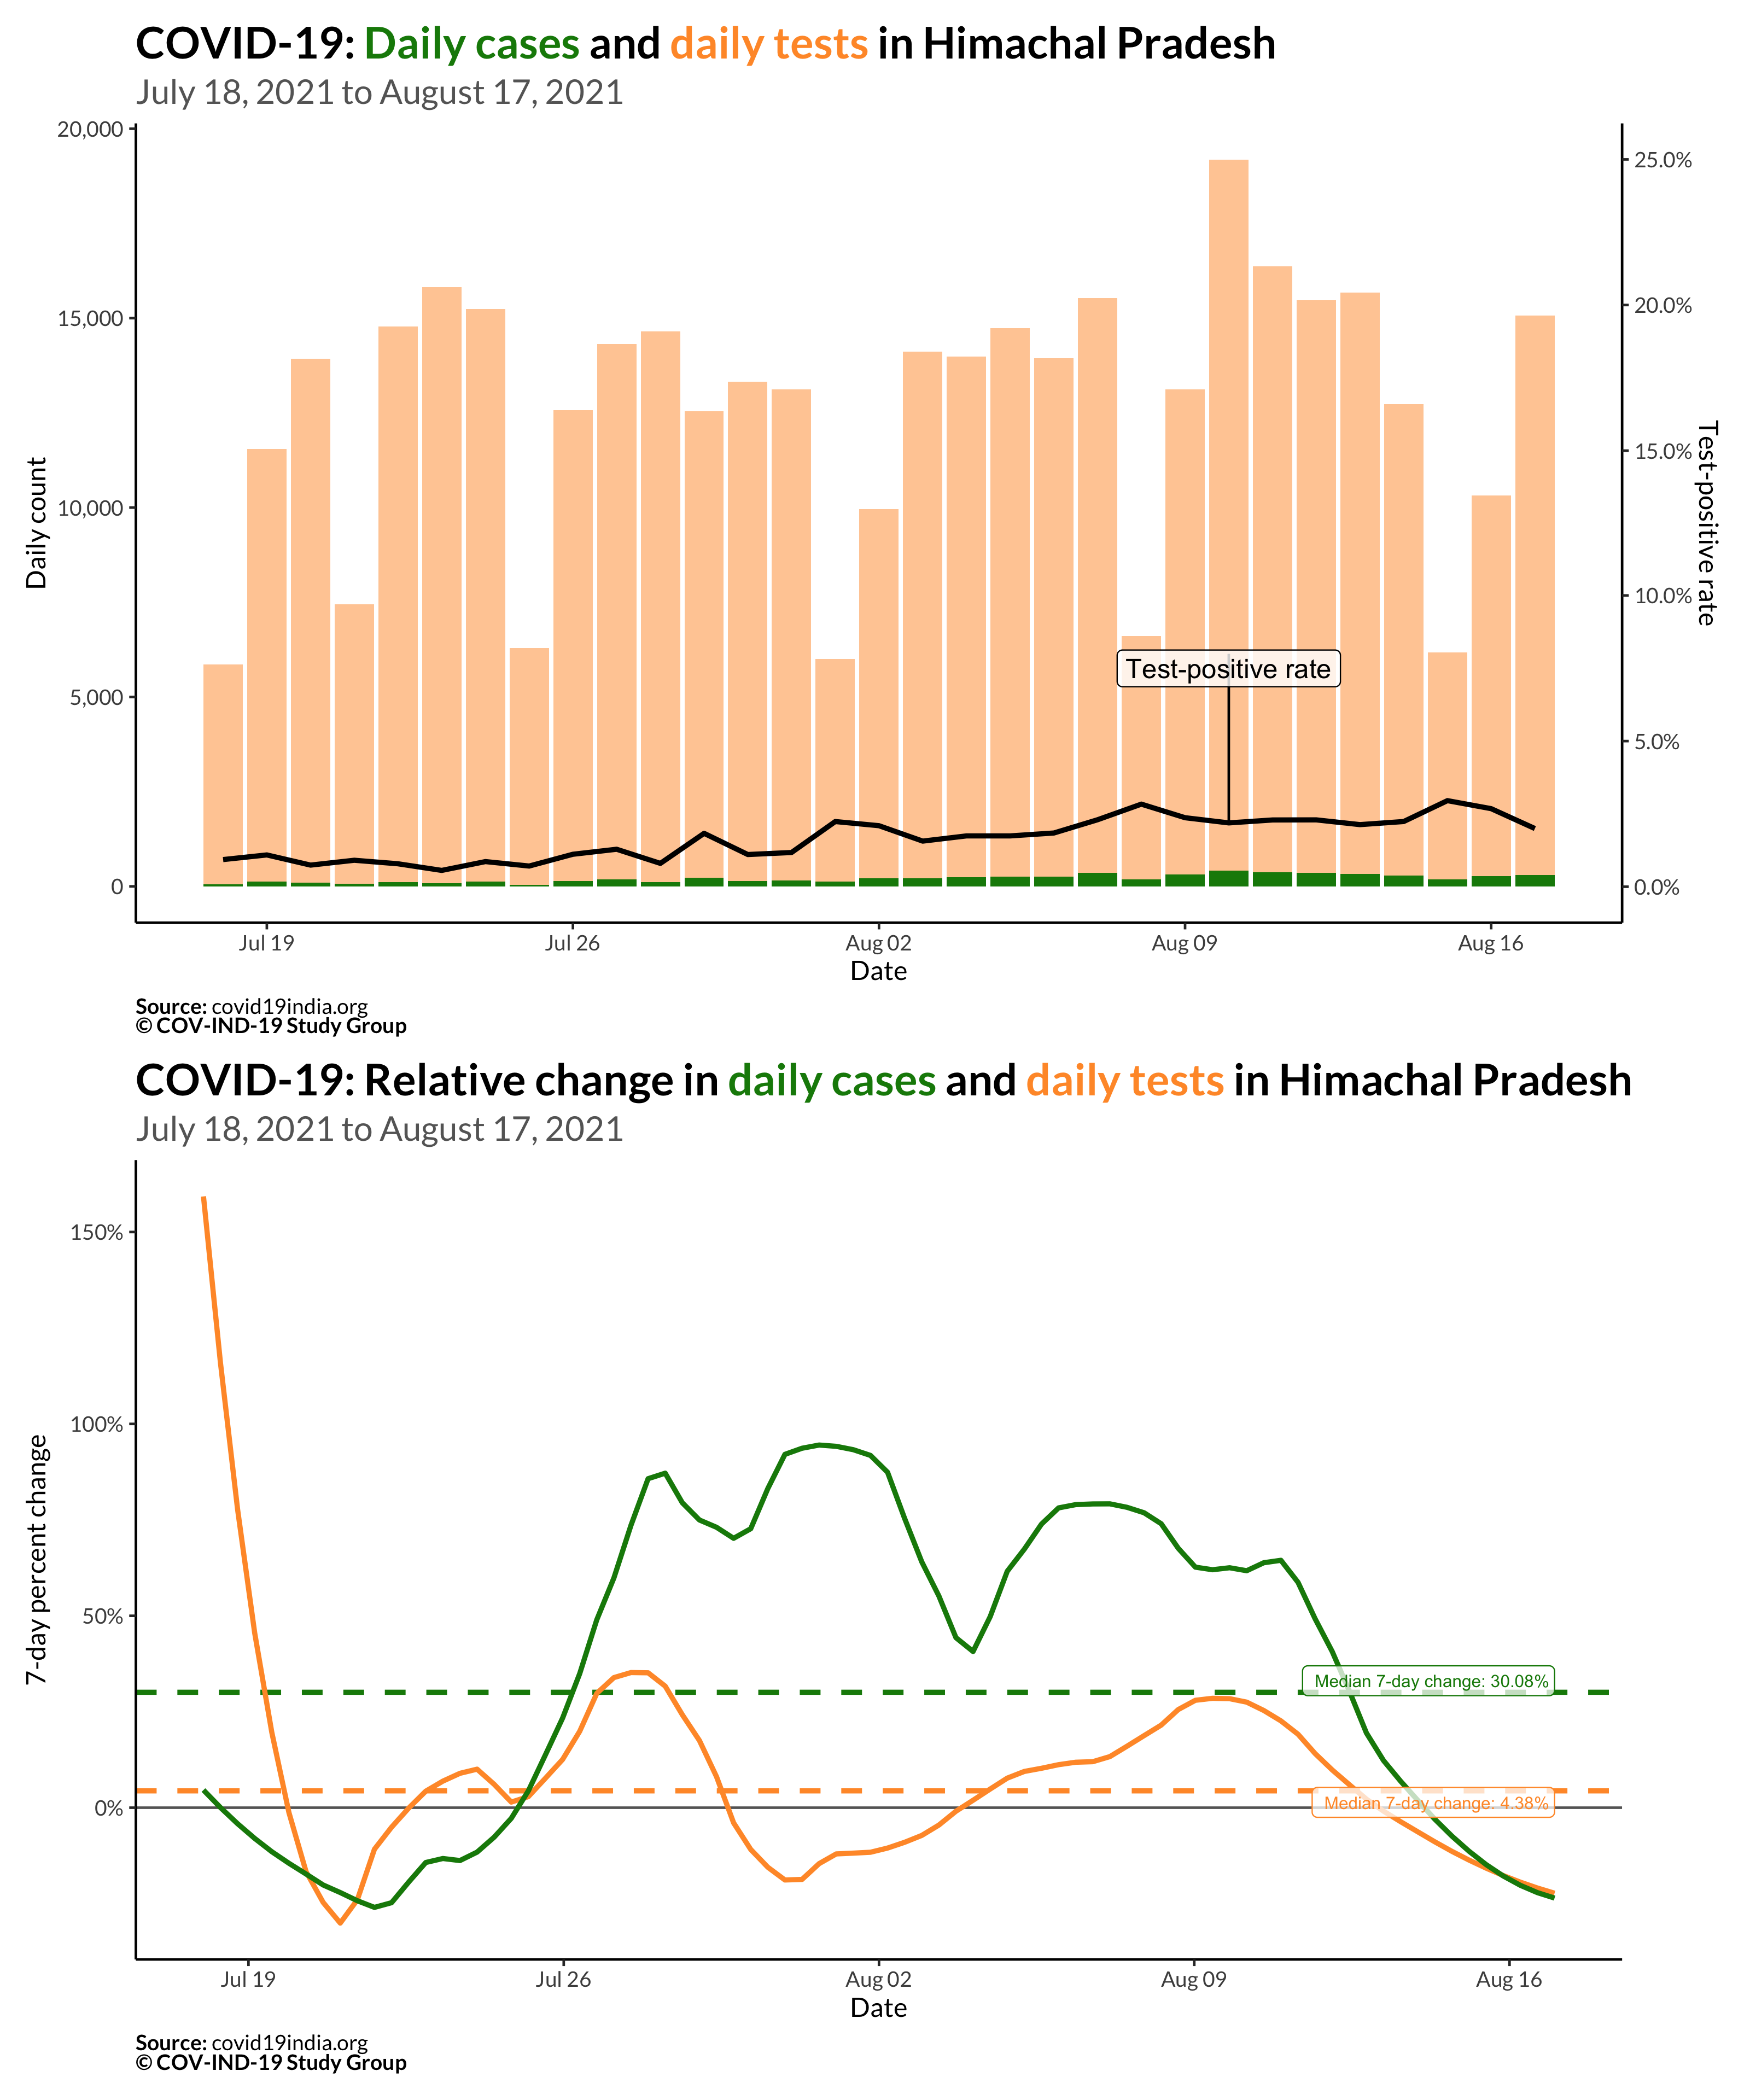 COVID-19: Daily cases and daily tests in Himachal Pradesh
July 18, 2021 to August 17, 2021
20,000
15,000
10,000
5,000
0
Daily count
25.0%
20.0%
15.0%
10.0%
5.0%
0.0%
Test-positive rate
Test-positive rate
Jul 19
Jul 26
Aug 02
Aug 09
Aug 16
Date
Source: covid19india.org
© COV-IND-19 Study Group
COVID-19: Relative change in daily cases and daily tests in Himachal Pradesh
July 18, 2021 to August 17, 2021
150%
100%
50%
0%
7-day percent change
Median 7-day change: 30.08%
Median 7-day change: 4.38%
Jul 19
Jul 26
Aug 02
Aug 09
Aug 16
Date
Source: covid19india.org
© COV-IND-19 Study Group